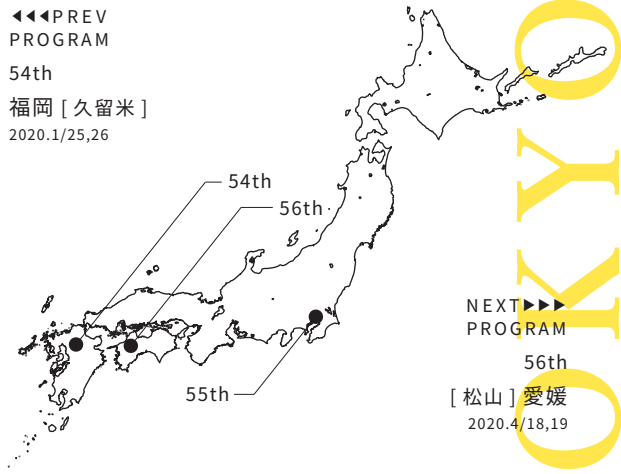 ◀◀◀PREV
PROGRAM
54th
福岡 [ 久留米 ]
2020.1/25,26
54th
56th
55th
NEXT▶▶▶
PROGRAM
56th
[ 松山 ] 愛媛
2020.4/18,19
OKYO